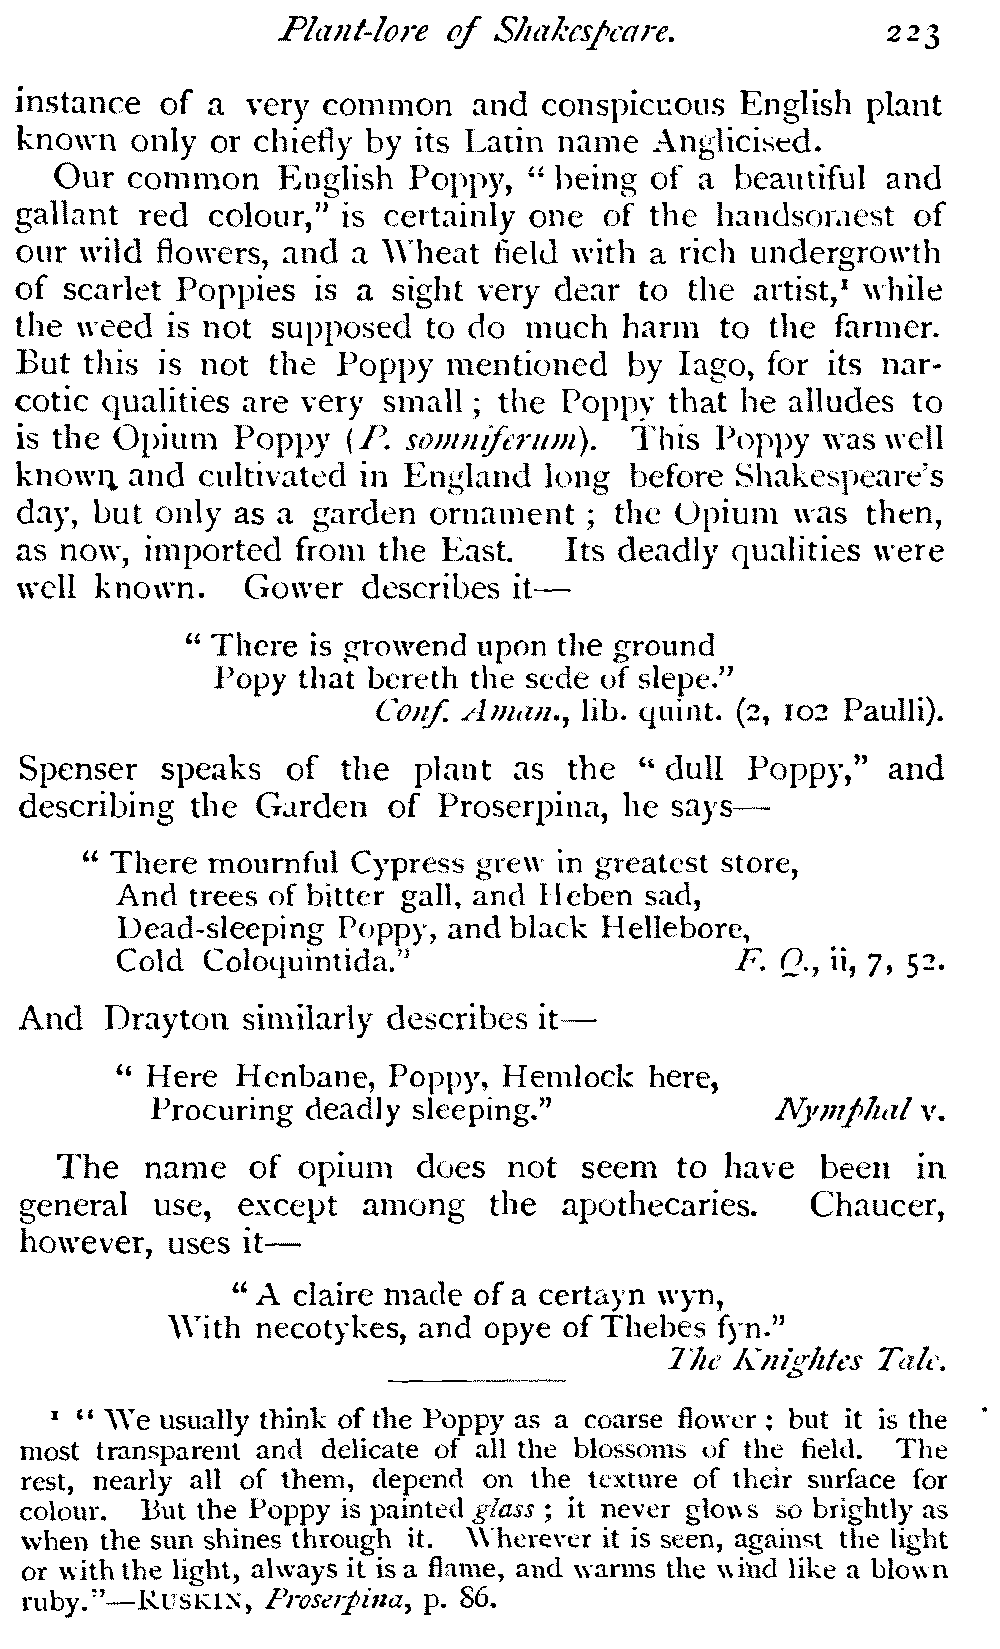 Plant-lore of Shakespeare. 223
instance of a very common and conspicuous English plant
known only or chiefly by its Latin name Anglicised.
Our common English Poppy, “being of a beautiful and
gallant red colour,” is certainly one of the handsomest of
our wild flowers, and a Wheat field with a rich undergrowth
of scarlet Poppies is a sight very dear to the artist,¹ while
the weed is not supposed to do much harm to the farmer.
But this is not the Poppy mentioned by Iago, for its nar-
cotic qualities are very small; the Poppy that he alludes to
is the Opium Poppy (P. somniferum). This Poppy was well
known and cultivated in England long before Shakespeare's
day, but only as a garden ornament; the Opium was then,
as now, imported from the East. Its deadly qualities were
well known. Gower describes it—
“There is growend upon the ground
Popy that bereth the sede of slepe.”
Conf. Aman., lib. quint. (2, 102 Paulli).
Spenser speaks of the plant as the “dull Poppy,” and
describing the Garden of Proserpina, he says—
“There mournful Cypress grew in greatest store,
And trees of bitter gall, and Heben sad,
Dead-sleeping Poppy, and black Hellebore,
Cold Coloquintida.” F. Q., ii, 7, 52.
And Drayton similarly describes it—
“Here Henbane, Poppy, Hemlock here,
Procuring deadly sleeping.” Nymphal v.
The name of opium does not seem to have been in
general use, except among the apothecaries. Chaucer,
however, uses it—
“A claire made of a certayn wyn,
With necotykes, and opye of Thebes fyn.”
The Knightes Tale.
¹ “We usually think of the Poppy as a coarse flower; but it is the
most transparent and delicate of all the blossoms of the field. The
rest, nearly all of them, depend on the texture of their surface for
colour. But the Poppy is painted glass; it never glows so brightly as
when the sun shines through it. Wherever it is seen, against the light
or with the light, always it is a flame, and warms the wind like a blown
ruby.”—RUSKIN, Proserpina, p. 86.